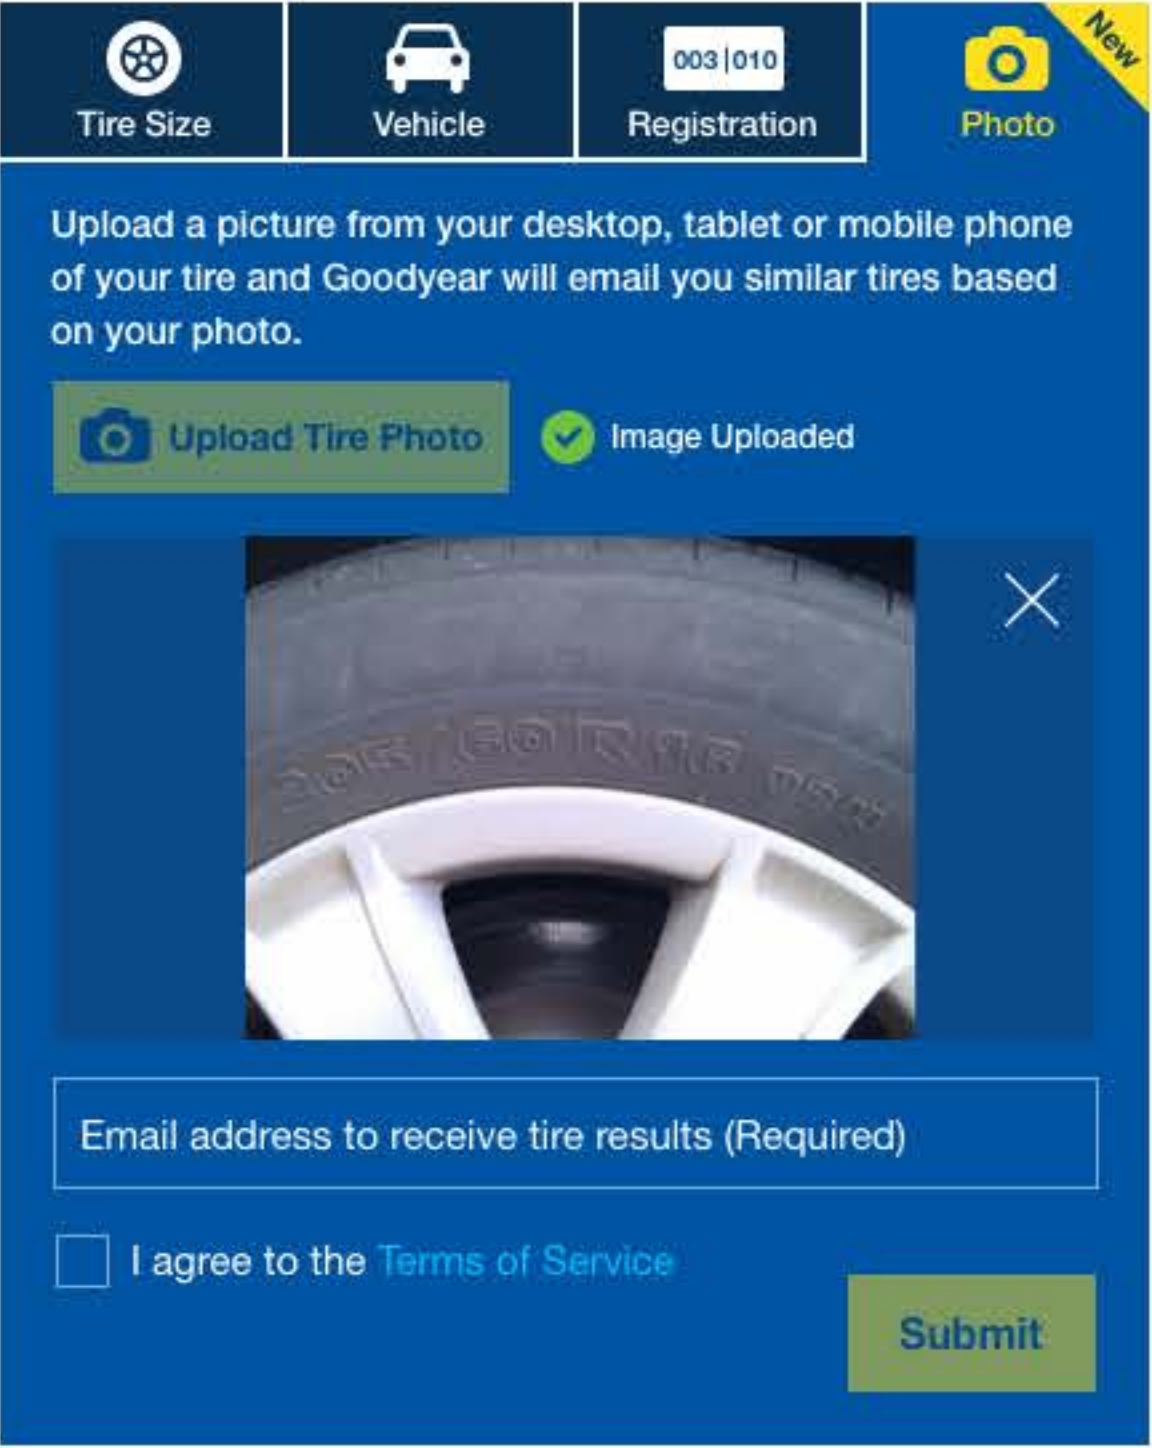 Tire Size
Vehicle
003|010
Registration
Photo
New
Upload a picture from your desktop, tablet or mobile phone
of your tire and Goodyear will email you similar tires based
on your photo.
Upload Tire Photo
Image Uploaded
Email address to receive tire results (Required)
I agree to the Terms of Service
Submit